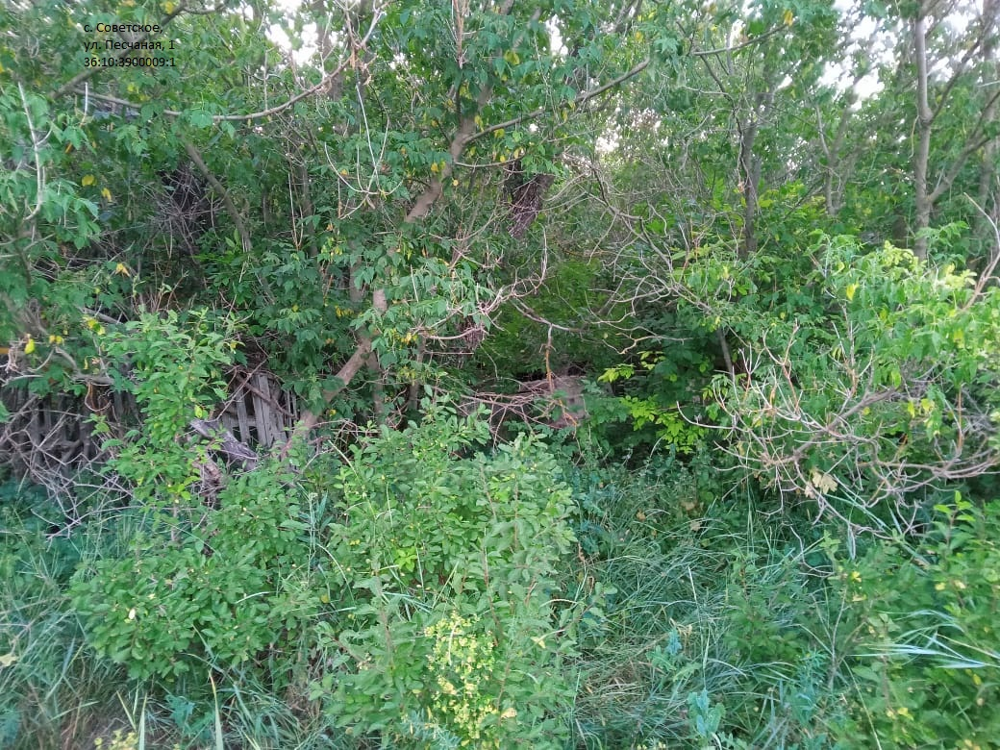 с. Советское,
ул. Песчаная, 1
36:10:3900009:1